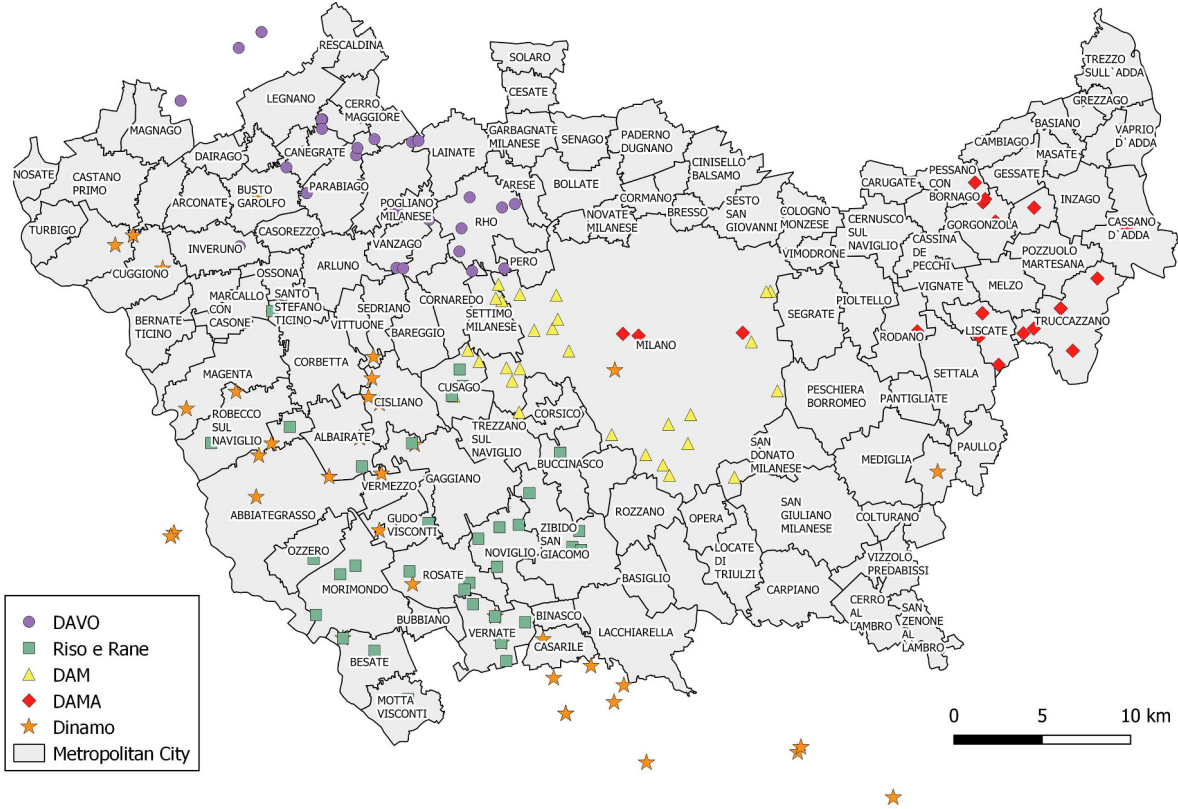 RESCALDINA
SOLARO
TREZZO
SULL`ADDA
LEGNANO
CESATE
GREZZAGO
CERRO
MAGGIORE
BASIANO
MAGNAGO
GARBAGNATE
MILANESE
SENAGO
PADERNO
DUGNANO
VAPRIO
D`ADDA
CAMBIAGO
DAIRAGO
CANEGRATE
LAINATE
MASATE
NOSATE
CASTANO
PRIMO
CINISELLO
BALSAMO
PESSANO
CON
BORNAGO
GESSATE
BUSTO
GAROLFO
PARABIAGO
ARESE
BOLLATE
CARUGATE
ARCONATE
POGLIANO
MILANESE
CORMANO
SESTO
SAN
GIOVANNI
INZAGO
TURBIGO
RHO
NOVATE
MILANESE
BRESSO
COLOGNO
MONZESE
CERNUSCO
SUL
NAVIGLIO
GORGONZOLA
CASSANO
D`ADDA
CASOREZZO
INVERUNO
VANZAGO
CASSINA
DE
PECCHI
POZZUOLO
MARTESANA
VIMODRONE
CUGGIONO
OSSONA
ARLUNO
PERO
MARCALLO
CON
CASONE
SANTO
STEFANO
TICINO
SEDRIANO
CORNAREDO
VIGNATE
MELZO
BERNATE
TICINO
VITTUONE
BAREGGIO
SETTIMO
MILANESE
SEGRATE
PIOLTELLO
TRUCCAZZANO
RODANO
LISCATE
MILANO
CORBETTA
MAGENTA
CUSAGO
SETTALA
CISLIANO
PESCHIERA
BORROMEO
PANTIGLIATE
ROBECCO
SUL
NAVIGLIO
CORSICO
ALBAIRATE
TREZZANO
SUL
NAVIGLIO
SAN
DONATO
MILANESE
PAULLO
BUCCINASCO
MEDIGLIA
VERMEZZO
GAGGIANO
ABBIATEGRASSO
ROZZANO
SAN
GIULIANO
MILANESE
GUDO
VISCONTI
OPERA
COLTURANO
ZIBIDO
SAN
GIACOMO
OZZERO
NOVIGLIO
LOCATE
DI
TRIULZI
VIZZOLO
PREDABISSI
ROSATE
BASIGLIO
MORIMONDO
CARPIANO
CERRO
AL
LAMBRO
SAN
ZENONE
AL
LAMBRO
BUBBIANO
BINASCO
LACCHIARELLA
VERNATE
CASARILE
BESATE
MOTTA
VISCONTI
DAVO
Riso e Rane
DAM
DAMA
Dinamo
Metropolitan City
0 5 10 km